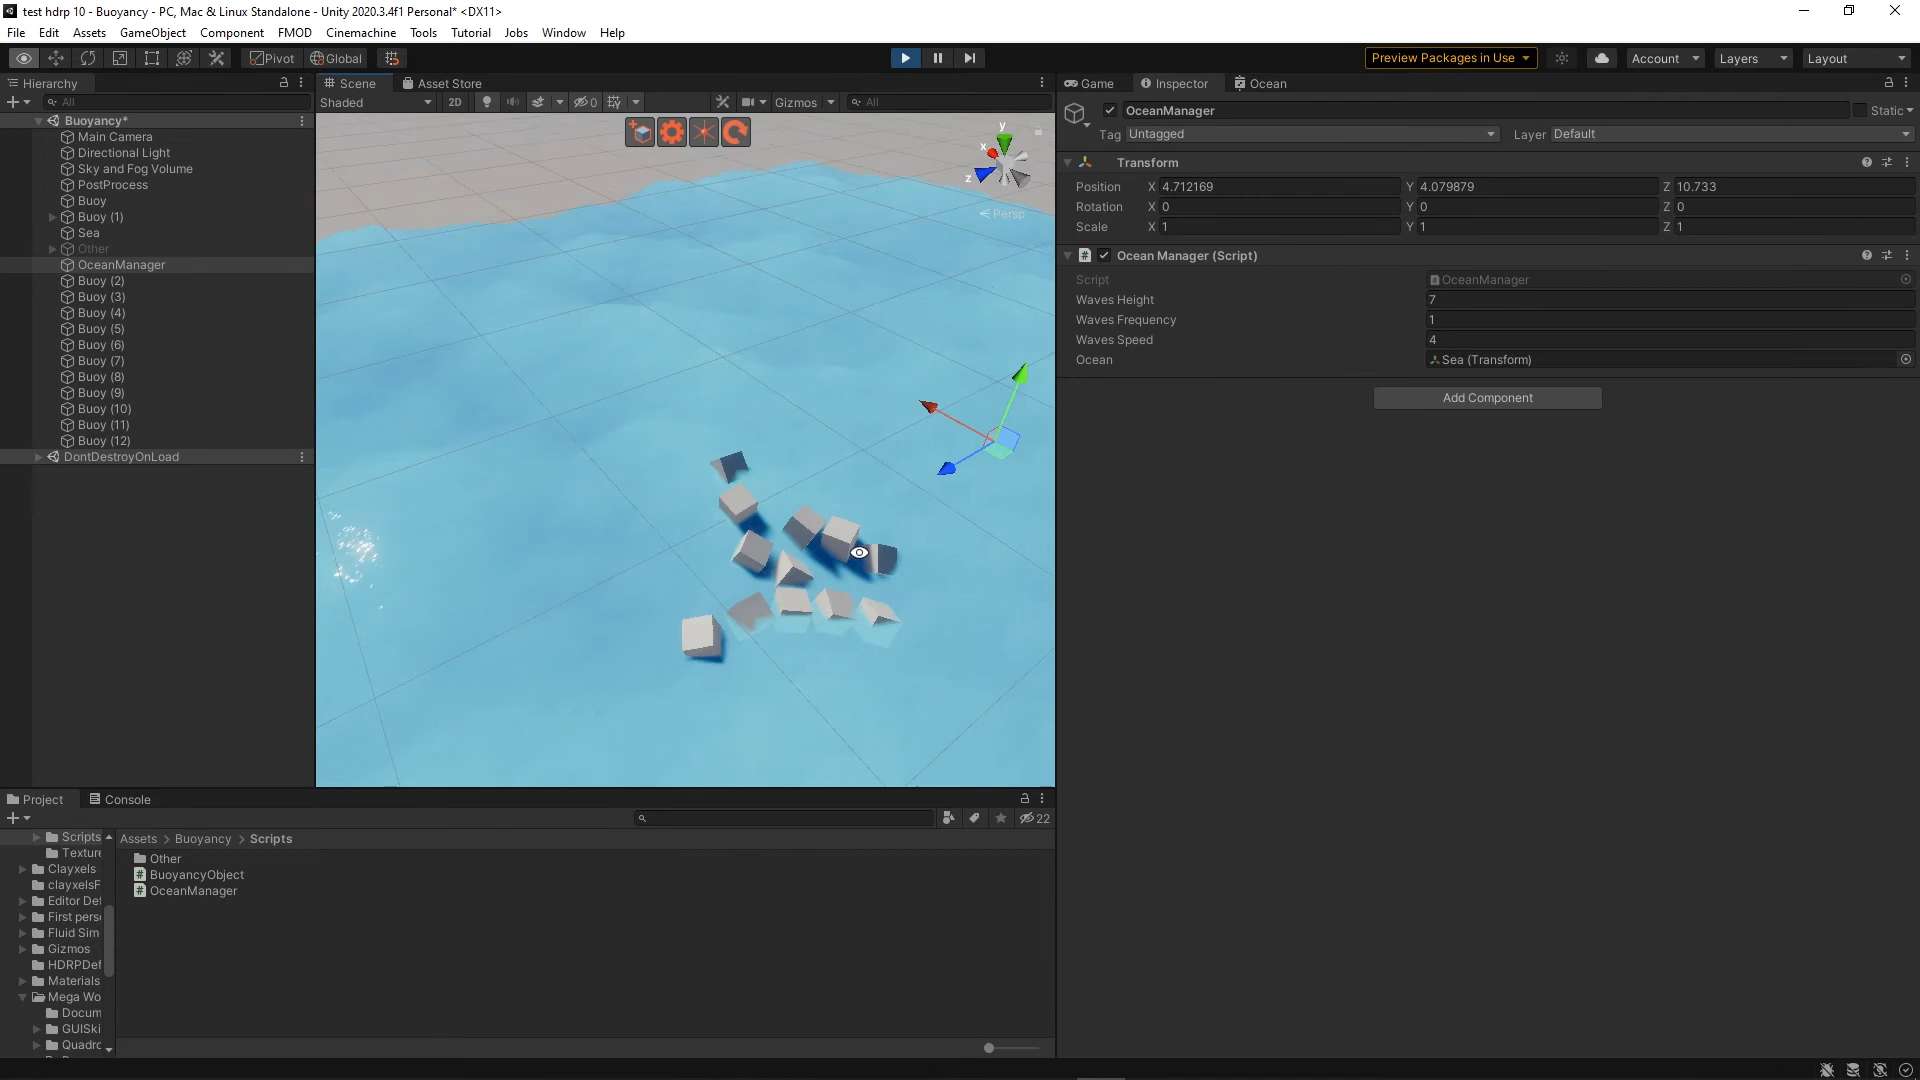 test hdrp 10 - Buoyancy - PC, Mac & Linux Standalone - Unity 2020.3.4f1 Personal* <DX11>
File Edit Assets GameObject Component FMOD Cinemachine Tools Tutorial Jobs Window Help
Pivot Global Preview Packages in Use Account Layers Layout
Hierarchy
All
Buoyancy*
Main Camera
Directional Light
Sky and Fog Volume
PostProcess
Buoy
Buoy (1)
Sea
Other
OceanManager
Buoy (2)
Buoy (3)
Buoy (4)
Buoy (5)
Buoy (6)
Buoy (7)
Buoy (8)
Buoy (9)
Buoy (10)
Buoy (11)
Buoy (12)
DontDestroyOnLoad
Scene Asset Store
Shaded 2D 0 Gizmos All
y
x
z
Persp
Game Inspector Ocean
OceanManager Static
Tag Untagged Layer Default
Transform
Position X 4.712169 Y 4.079879 Z 10.733
Rotation X 0 Y 0 Z 0
Scale X 1 Y 1 Z 1
# Ocean Manager (Script)
Script OceanManager
Waves Height 7
Waves Frequency 1
Waves Speed 4
Ocean Sea (Transform)
Add Component
Project Console
22
Scripts
Texture
Clayxels
clayxelsF
Editor Def
First perso
Fluid Sim
Gizmos
HDRPDef
Materials
Mega Wo
Docum
GUISki
Quadro
Assets > Buoyancy > Scripts
Other
# BuoyancyObject
# OceanManager